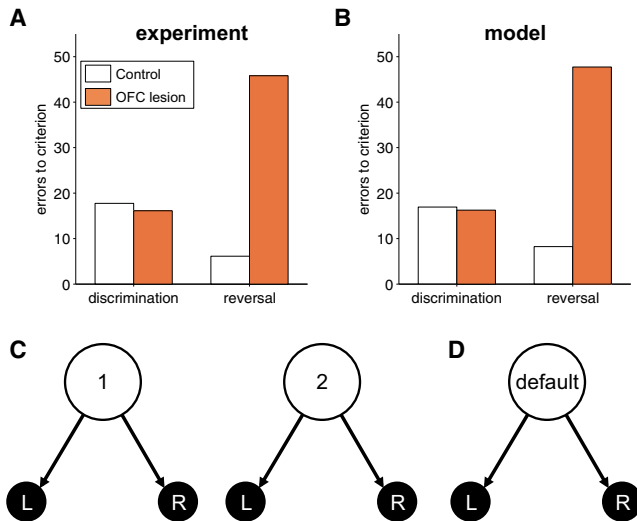 A
experiment
errors to criterion
50
40
30
20
10
0
Control
OFC lesion
discrimination
reversal
B
model
errors to criterion
50
40
30
20
10
0
discrimination
reversal
C
1
L
R
2
L
R
D
default
L
R